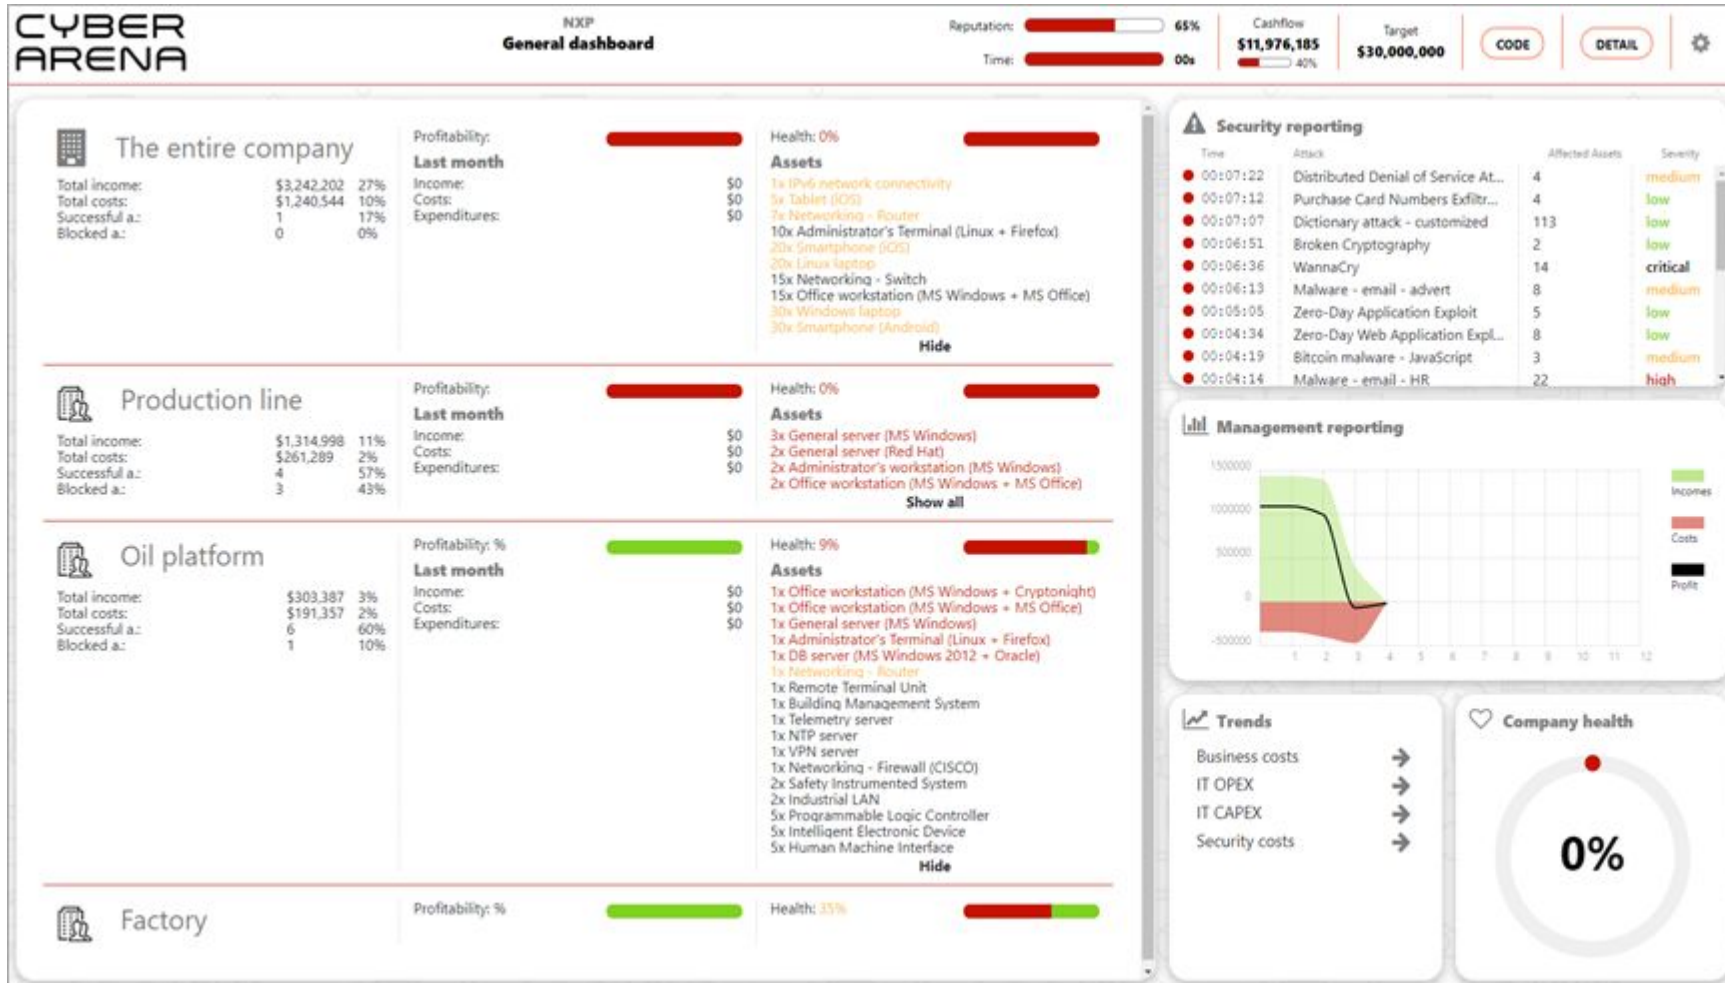 CYBER
ARENA
NXP
General dashboard
Reputation: 65%
Time: 00s
Cashflow
$11,976,185
40%
Target
$30,000,000
CODE
DETAIL
The entire company
Total income: $3,242,202 27%
Total costs: $1,240,544 10%
Successful a.: 1 17%
Blocked a.: 0 0%
Profitability:
Last month
Income: $0
Costs: $0
Expenditures: $0
Health: 0%
Assets
1x IPv6 network connectivity
5x Tablet (iOS)
7x Networking - Router
10x Administrator's Terminal (Linux + Firefox)
20x Smartphone (iOS)
20x Linux laptop
15x Networking - Switch
15x Office workstation (MS Windows + MS Office)
30x Windows laptop
30x Smartphone (Android)
Hide
Production line
Total income: $1,314,998 11%
Total costs: $261,289 2%
Successful a.: 4 57%
Blocked a.: 3 43%
Profitability:
Last month
Income: $0
Costs: $0
Expenditures: $0
Health: 0%
Assets
3x General server (MS Windows)
2x General server (Red Hat)
2x Administrator's workstation (MS Windows)
2x Office workstation (MS Windows + MS Office)
Show all
Oil platform
Total income: $303,387 3%
Total costs: $191,357 2%
Successful a.: 6 60%
Blocked a.: 1 10%
Profitability: %
Last month
Income: $0
Costs: $0
Expenditures: $0
Health: 9%
Assets
1x Office workstation (MS Windows + Cryptonight)
1x Office workstation (MS Windows + MS Office)
1x General server (MS Windows)
1x Administrator's Terminal (Linux + Firefox)
1x DB server (MS Windows 2012 + Oracle)
1x Networking - Router
1x Remote Terminal Unit
1x Building Management System
1x Telemetry server
1x NTP server
1x VPN server
1x Networking - Firewall (CISCO)
2x Safety Instrumented System
2x Industrial LAN
5x Programmable Logic Controller
5x Intelligent Electronic Device
5x Human Machine Interface
Hide
Factory
Profitability: %
Health: 35%
Security reporting
Time Attack Affected Assets Severity
00:07:22 Distributed Denial of Service At... 4 medium
00:07:12 Purchase Card Numbers Exfiltr... 4 low
00:07:07 Dictionary attack - customized 113 low
00:06:51 Broken Cryptography 2 low
00:06:36 WannaCry 14 critical
00:06:13 Malware - email - advert 8 medium
00:05:05 Zero-Day Application Exploit 5 low
00:04:34 Zero-Day Web Application Expl... 8 low
00:04:19 Bitcoin malware - JavaScript 3 medium
00:04:14 Malware - email - HR 22 high
Management reporting
1500000
1000000
500000
0
-500000
1 2 3 4 5 6 7 8 9 10 11 12
Incomes
Costs
Profit
Trends
Business costs
IT OPEX
IT CAPEX
Security costs
Company health
0%